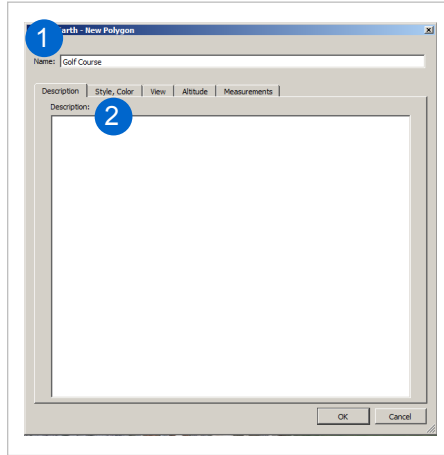 1
arth - New Polygon
Name: Golf Course
Description Style, Color View Altitude Measurements
Description:
2
OK Cancel